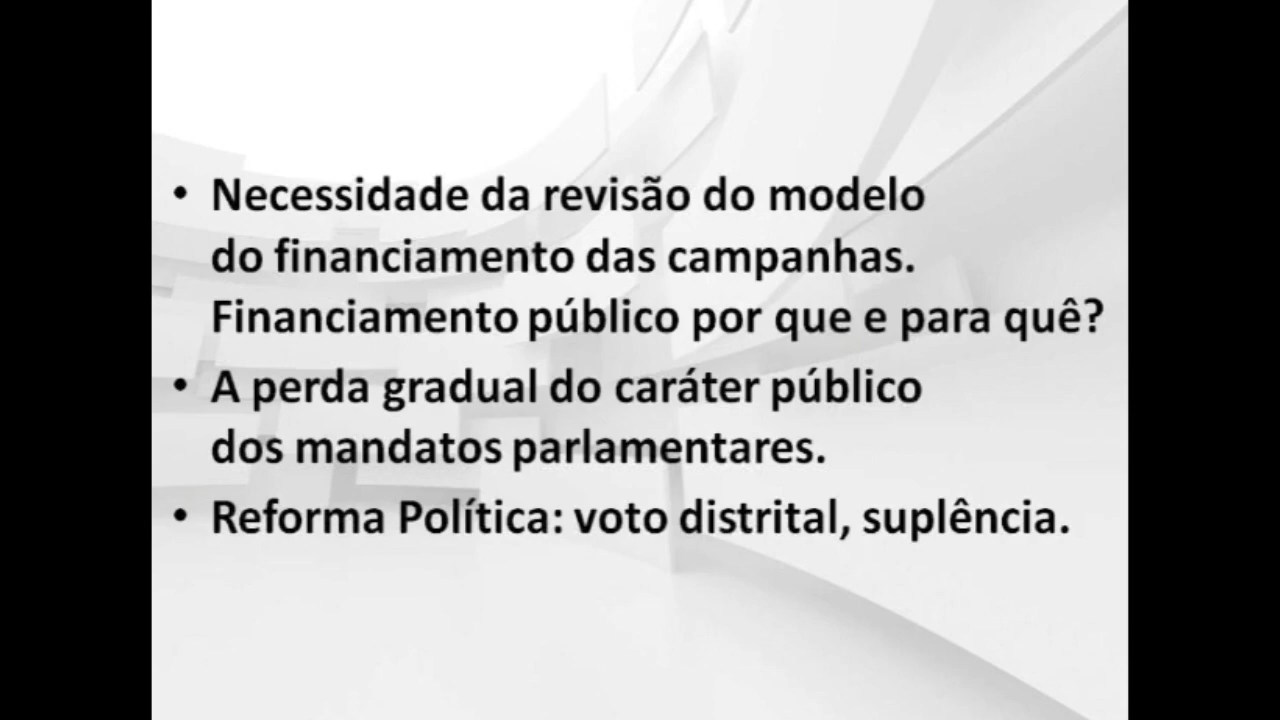 • Necessidade da revisão do modelo
do financiamento das campanhas.
Financiamento público por que e para quê?
• A perda gradual do caráter público
dos mandatos parlamentares.
• Reforma Política: voto distrital, suplência.